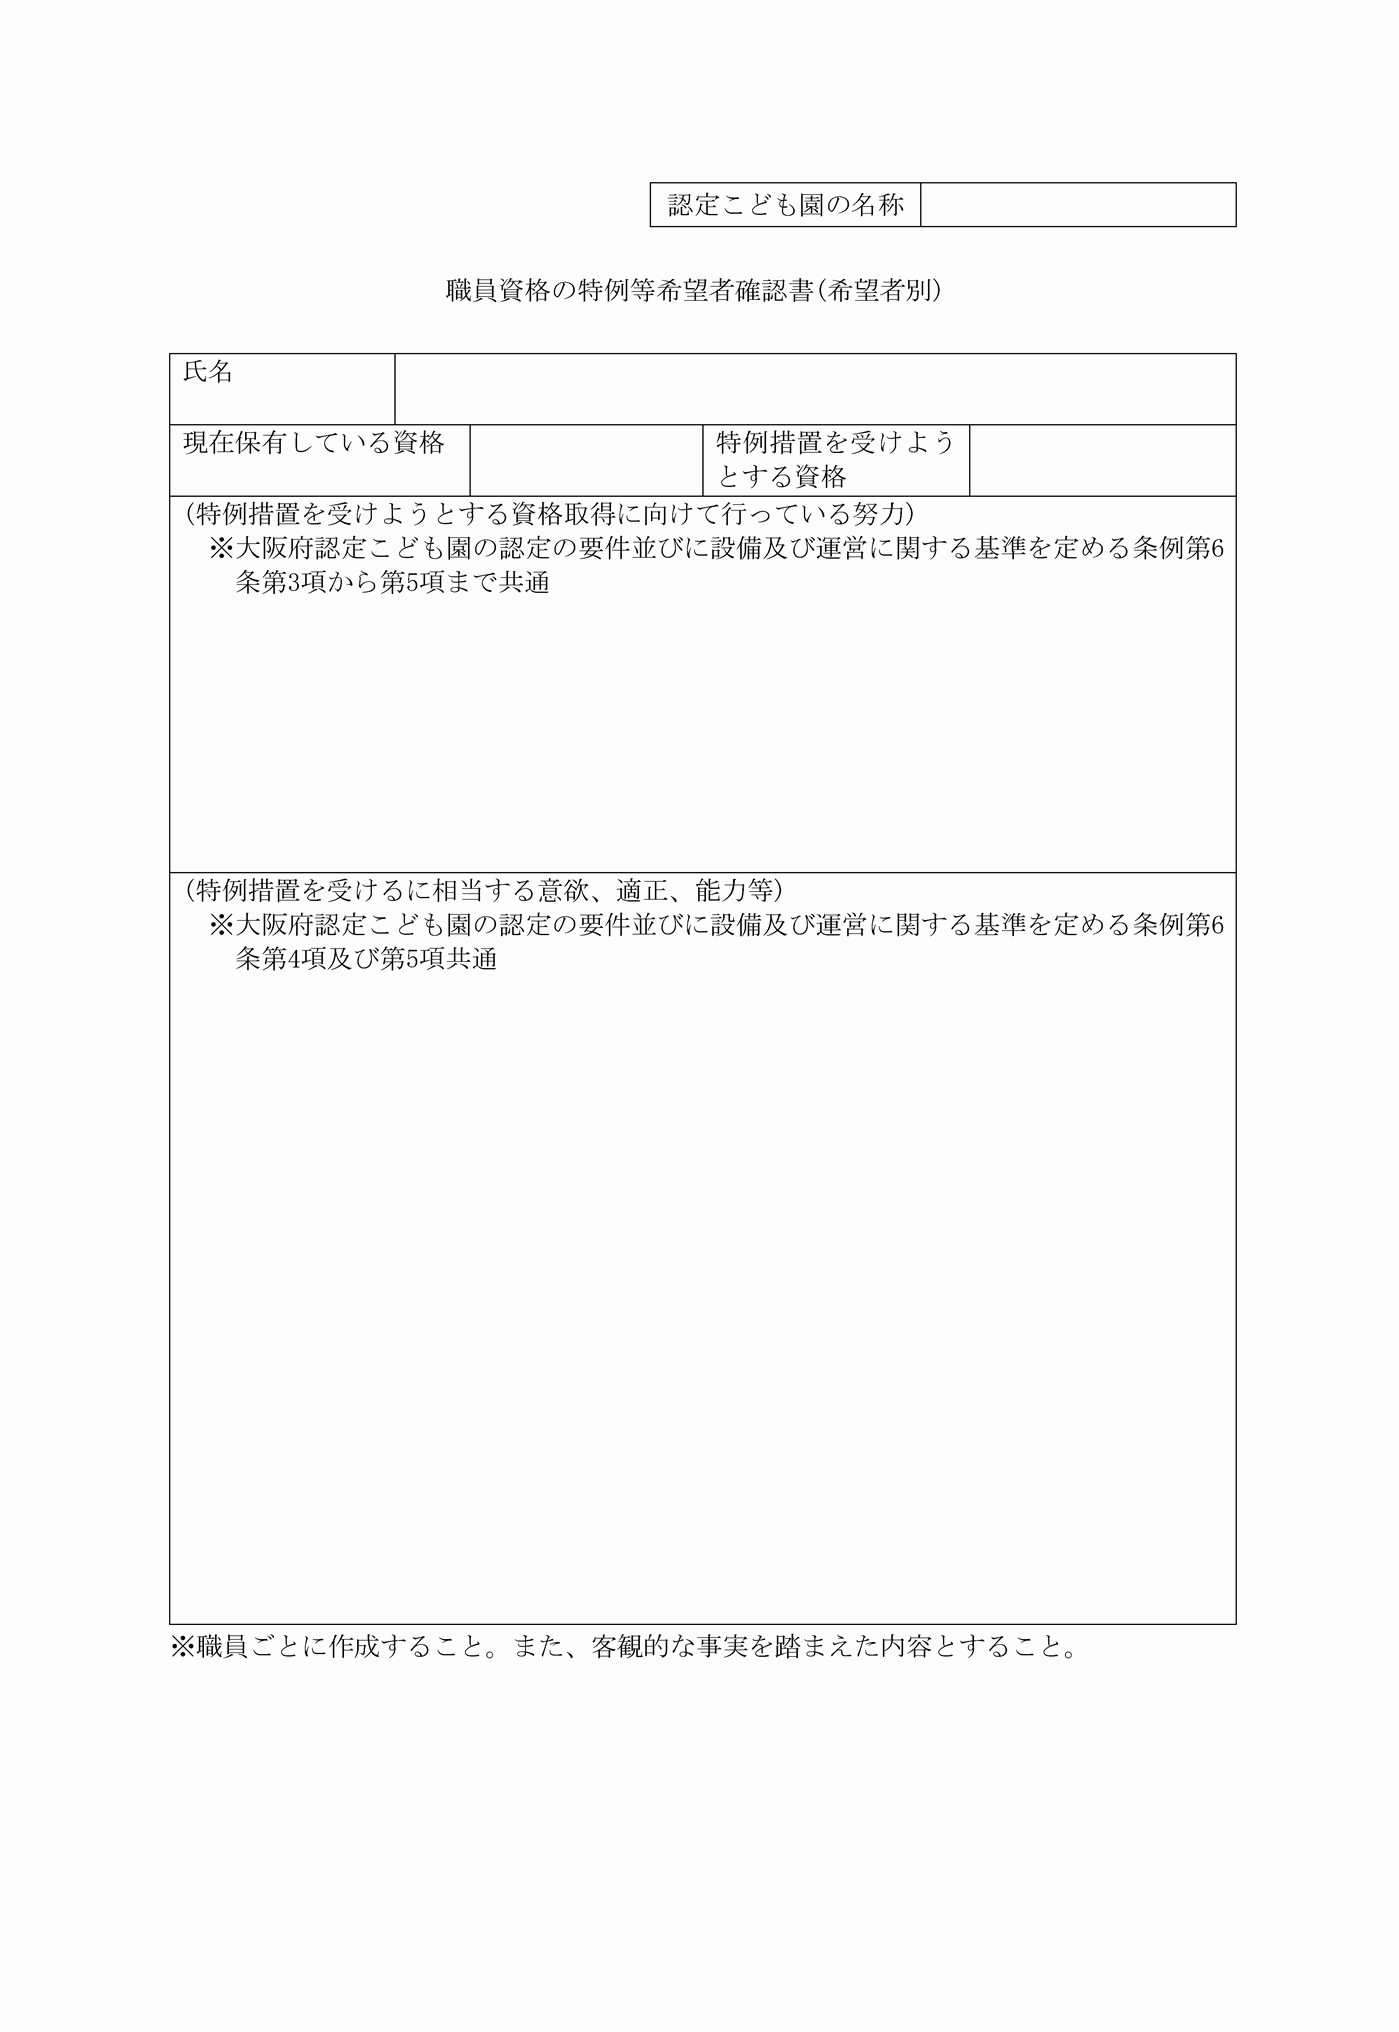 認定こども園の名称
職員資格の特例等希望者確認書(希望者別)
氏名
現在保有している資格
特例措置を受けよう
とする資格
(特例措置を受けようとする資格取得に向けて行っている努力)
※大阪府認定こども園の認定の要件並びに設備及び運営に関する基準を定める条例第6
条第3項から第5項まで共通
(特例措置を受けるに相当する意欲、適正、能力等)
※大阪府認定こども園の認定の要件並びに設備及び運営に関する基準を定める条例第6
条第4項及び第5項共通
※職員ごとに作成すること。また、客観的な事実を踏まえた内容とすること。